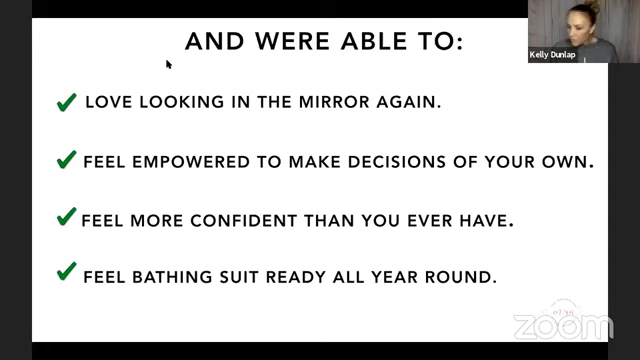 AND WERE ABLE TO:
Kelly Dunlap
LOVE LOOKING IN THE MIRROR AGAIN.
FEEL EMPOWERED TO MAKE DECISIONS OF YOUR OWN.
FEEL MORE CONFIDENT THAN YOU EVER HAVE.
FEEL BATHING SUIT READY ALL YEAR ROUND.
zoom